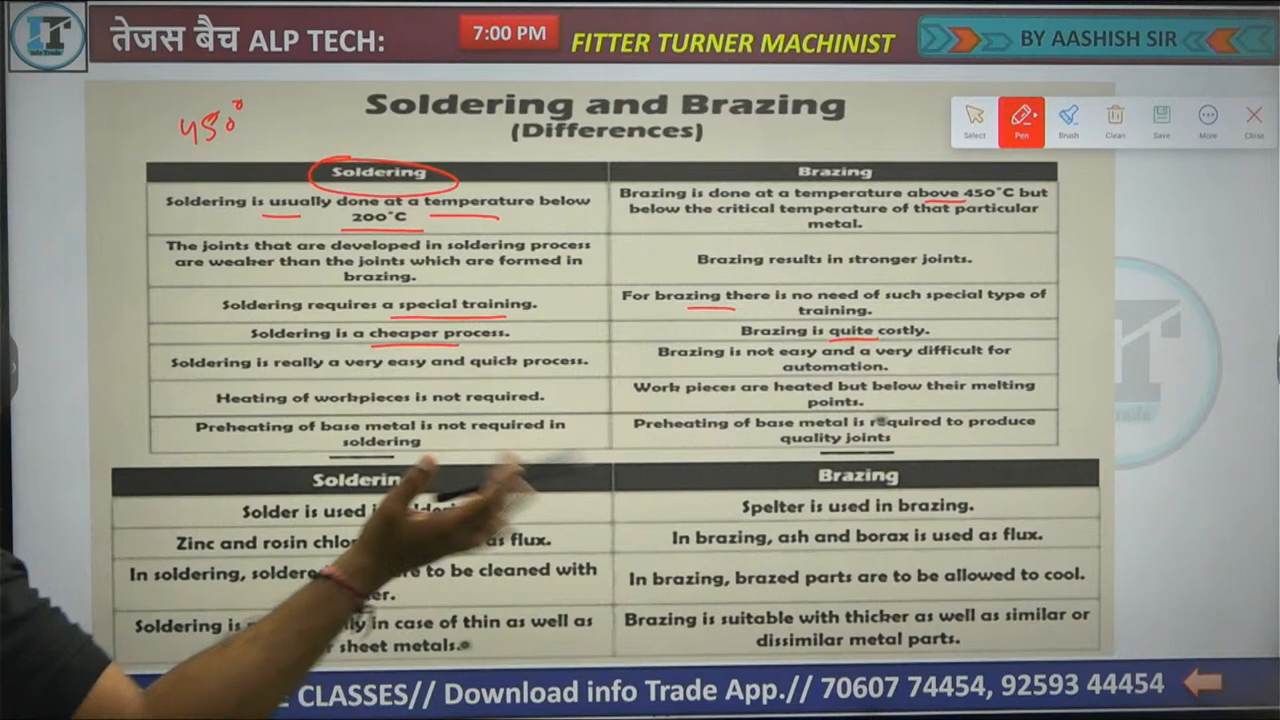 तेजस बैच ALP TECH:
7:00 PM
FITTER TURNER MACHINIST
BY AASHISH SIR
450°
Soldering and Brazing
(Differences)
Select
Pen
Brush
Clean
Save
More
Close
Soldering
Brazing
Soldering is usually done at a temperature below
200°C
Brazing is done at a temperature above 450°C but
below the critical temperature of that particular
metal.
The joints that are developed in soldering process
are weaker than the joints which are formed in
brazing.
Brazing results in stronger joints.
Soldering requires a special training.
For brazing there is no need of such special type of
training.
Soldering is a cheaper process.
Brazing is quite costly.
Soldering is really a very easy and quick process.
Brazing is not easy and a very difficult for
automation.
Heating of workpieces is not required.
Work pieces are heated but below their melting
points.
Preheating of base metal is not required in
soldering
Preheating of base metal is required to produce
quality joints
Brazing
Solder is used
Spelter is used in brazing.
Zinc and rosin as flux.
In brazing, ash and borax is used as flux.
In soldering, to be cleaned with
In brazing, brazed parts are to be allowed to cool.
Soldering is in case of thin as well as
sheet metals.
Brazing is suitable with thicker as well as similar or
dissimilar metal parts.
CLASSES// Download info Trade App.// 70607 74454, 92593 44454